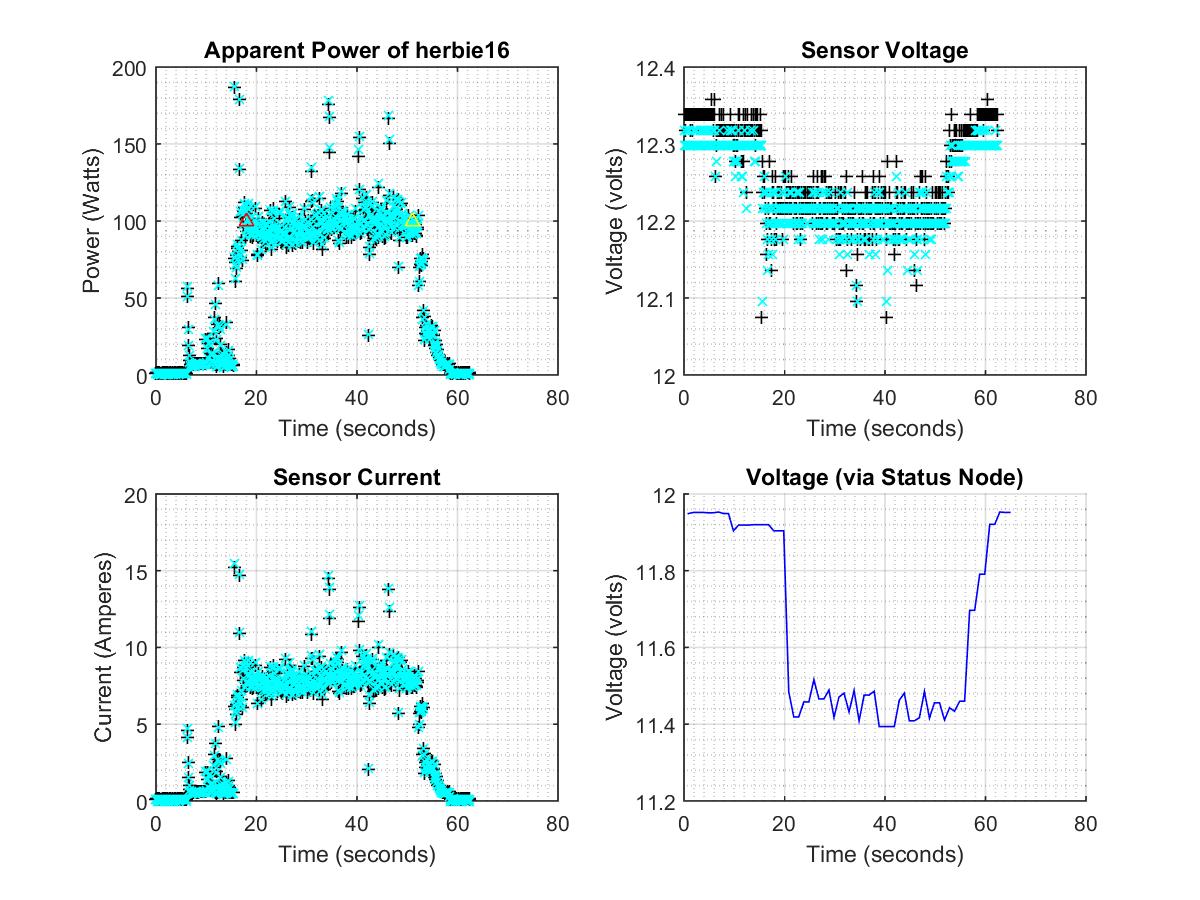 Apparent Power of herbie16
200
150
100
50
0
Power (Watts)
0 20 40 60 80
Time (seconds)
Sensor Voltage
12.4
12.3
12.2
12.1
12
Voltage (volts)
0 20 40 60 80
Time (seconds)
Sensor Current
20
15
10
5
0
Current (Amperes)
0 20 40 60 80
Time (seconds)
Voltage (via Status Node)
12
11.8
11.6
11.4
11.2
Voltage (volts)
0 20 40 60 80
Time (seconds)